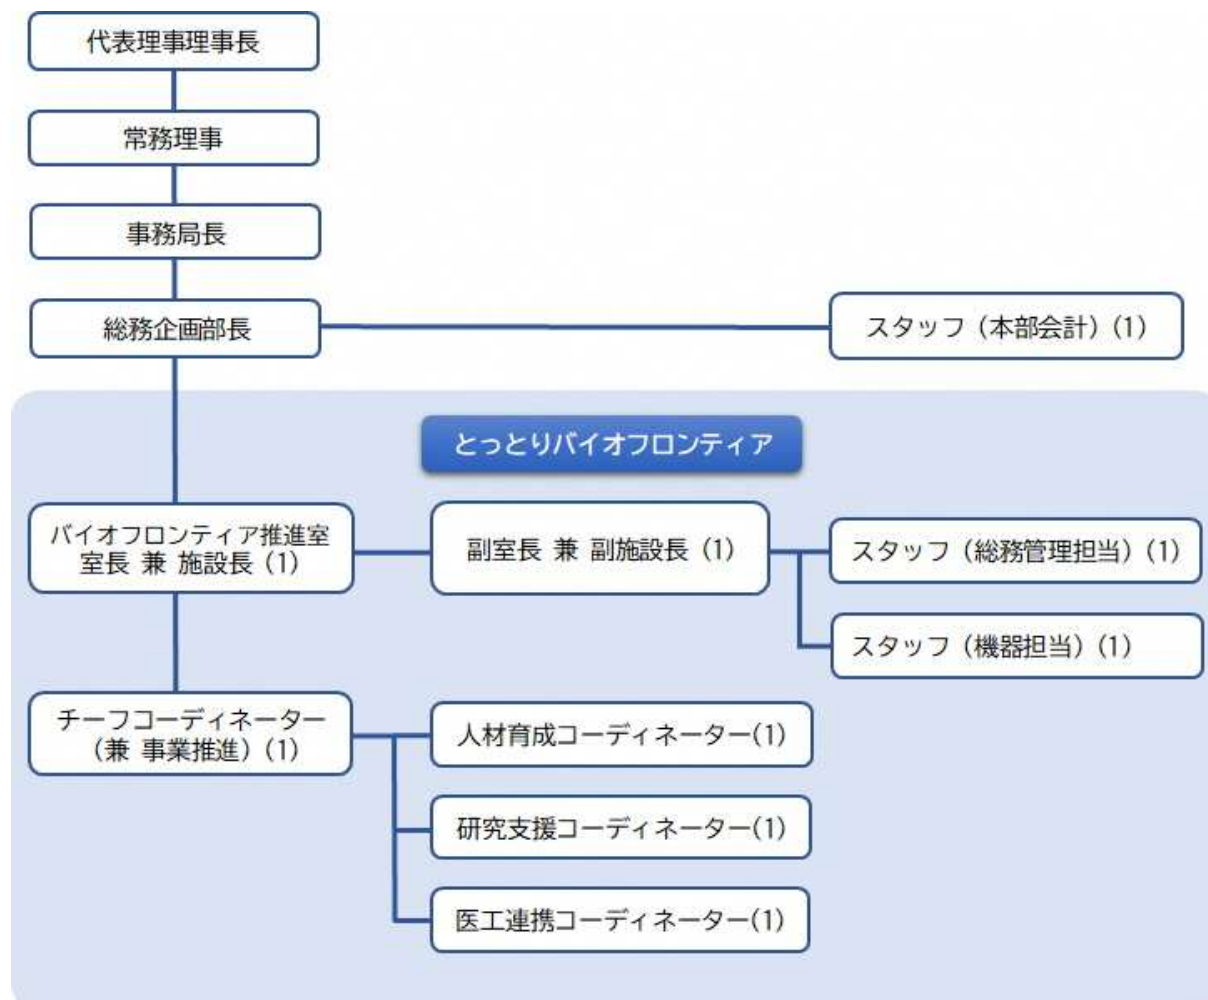 代表理事理事長
常務理事
事務局長
総務企画部長
スタッフ（本部会計）(1)
とっとりバイオフロンティア
バイオフロンティア推進室
室長 兼 施設長（1）
副室長 兼 副施設長（1）
スタッフ（総務管理担当）(1)
スタッフ（機器担当）(1)
チーフコーディネーター
（兼 事業推進）(1)
人材育成コーディネーター(1)
研究支援コーディネーター(1)
医工連携コーディネーター(1)